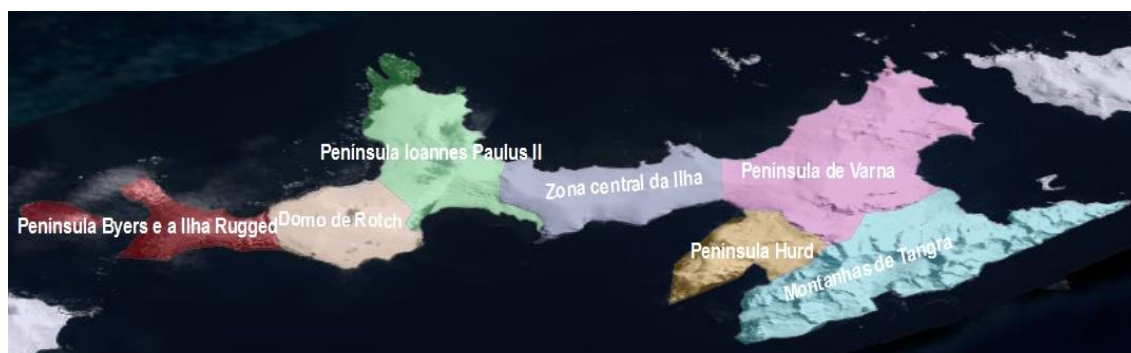 Península Ioannes Paulus II
Zona central da Ilha
Península de Varna
Península Byers e a Ilha Rugged
Domo de Rotch
Península Hurd
Montanhas de Tangra